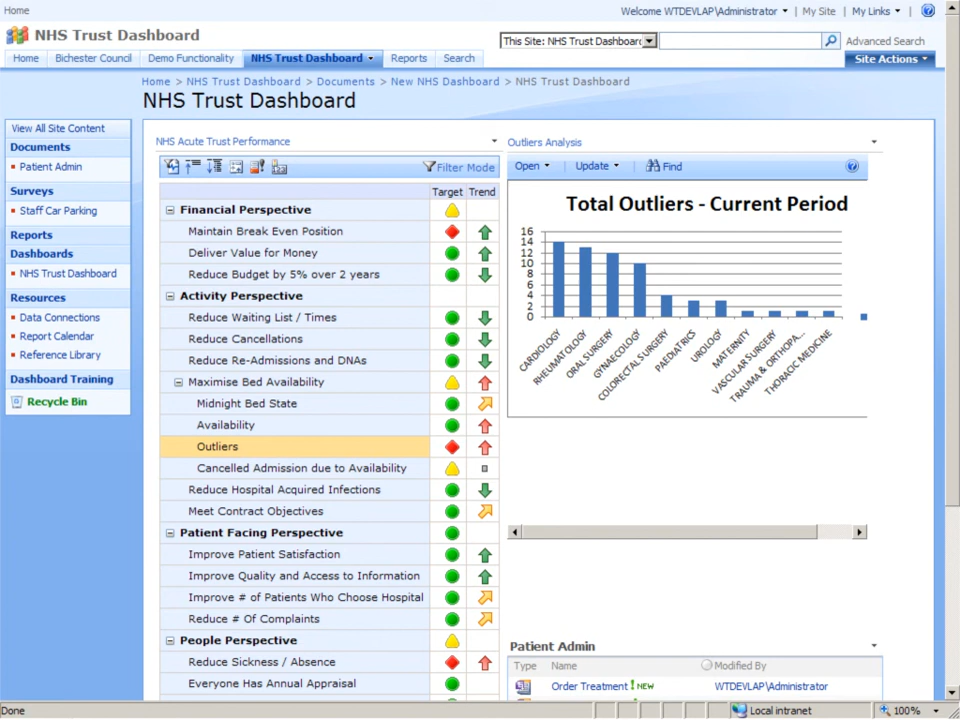 Home
Welcome WTDEVLAP\Administrator | My Site | My Links |
NHS Trust Dashboard
This Site: NHS Trust Dashboard
Advanced Search
Home Bichester Council Demo Functionality NHS Trust Dashboard Reports Search
Site Actions
Home > NHS Trust Dashboard > Documents > New NHS Dashboard > NHS Trust Dashboard
NHS Trust Dashboard
View All Site Content
Documents
Patient Admin
Surveys
Staff Car Parking
Reports
Dashboards
NHS Trust Dashboard
Resources
Data Connections
Report Calendar
Reference Library
Dashboard Training
Recycle Bin
NHS Acute Trust Performance
Filter Mode
Target Trend
Financial Perspective
Maintain Break Even Position
Deliver Value for Money
Reduce Budget by 5% over 2 years
Activity Perspective
Reduce Waiting List / Times
Reduce Cancellations
Reduce Re-Admissions and DNAs
Maximise Bed Availability
Midnight Bed State
Availability
Outliers
Cancelled Admission due to Availability
Reduce Hospital Acquired Infections
Meet Contract Objectives
Patient Facing Perspective
Improve Patient Satisfaction
Improve Quality and Access to Information
Improve # of Patients Who Choose Hospital
Reduce # Of Complaints
People Perspective
Reduce Sickness / Absence
Everyone Has Annual Appraisal
Outliers Analysis
Open Update Find
Total Outliers - Current Period
16
14
12
10
8
6
4
2
0
CARDIOLOGY
RHEUMATOLOGY
ORAL SURGERY
GYNAECOLOGY
COLORECTAL SURGERY
PAEDIATRICS
UROLOGY
MATERNITY
VASCULAR SURGERY
TRAUMA & ORTHOPA...
THORACIC MEDICINE
Patient Admin
Type Name Modified By
Order Treatment ! NEW WTDEVLAP\Administrator
Done
Local intranet
100%